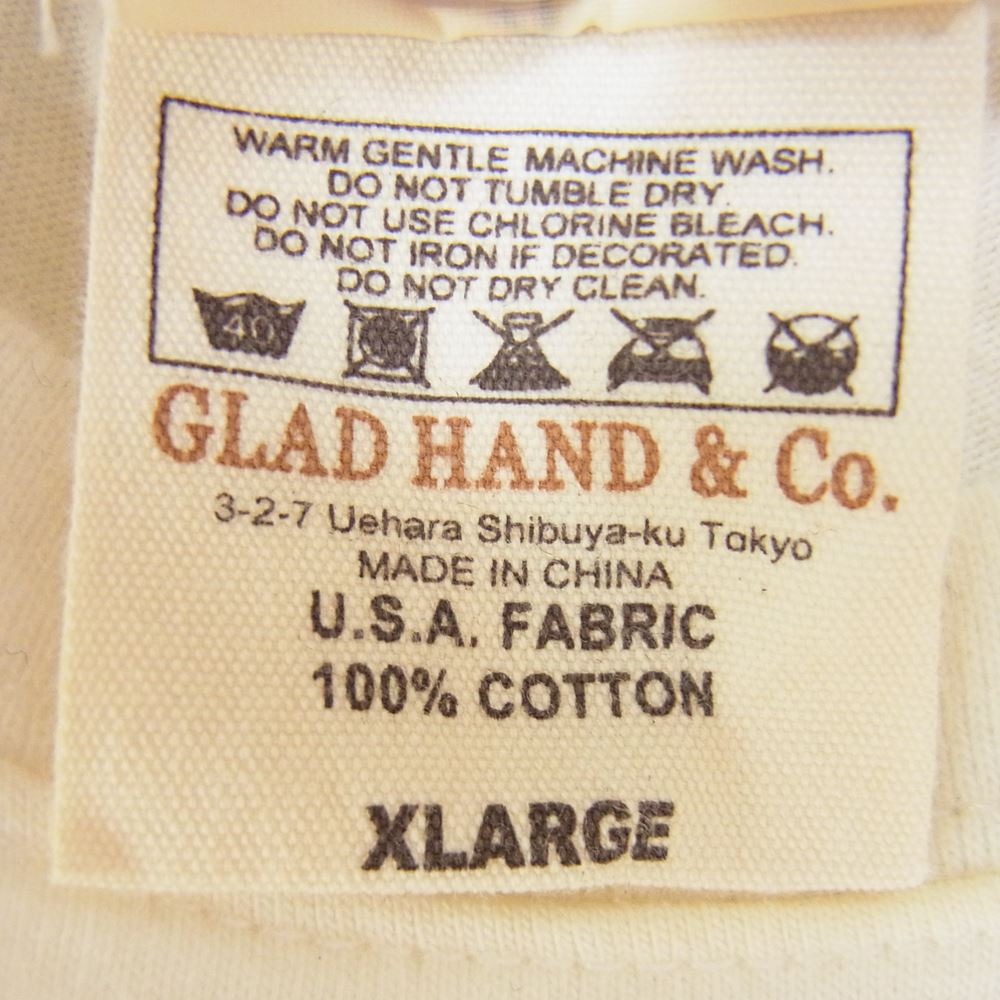 WARM GENTLE MACHINE WASH.
DO NOT TUMBLE DRY.
DO NOT USE CHLORINE BLEACH.
DO NOT IRON IF DECORATED.
DO NOT DRY CLEAN.
40
GLAD HAND & Co.
3-2-7 Uehara Shibuya-ku Tokyo
MADE IN CHINA
U.S.A. FABRIC
100% COTTON
XLARGE